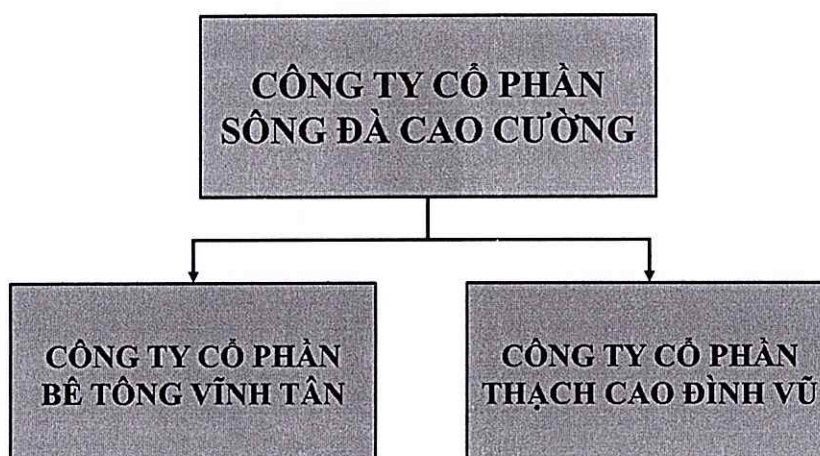 CÔNG TY CỔ PHẦN
SÔNG ĐÀ CAO CƯỜNG
CÔNG TY CỔ PHẦN
BÊ TÔNG VĨNH TÂN
CÔNG TY CỔ PHẦN
THẠCH CAO ĐÌNH VŨ